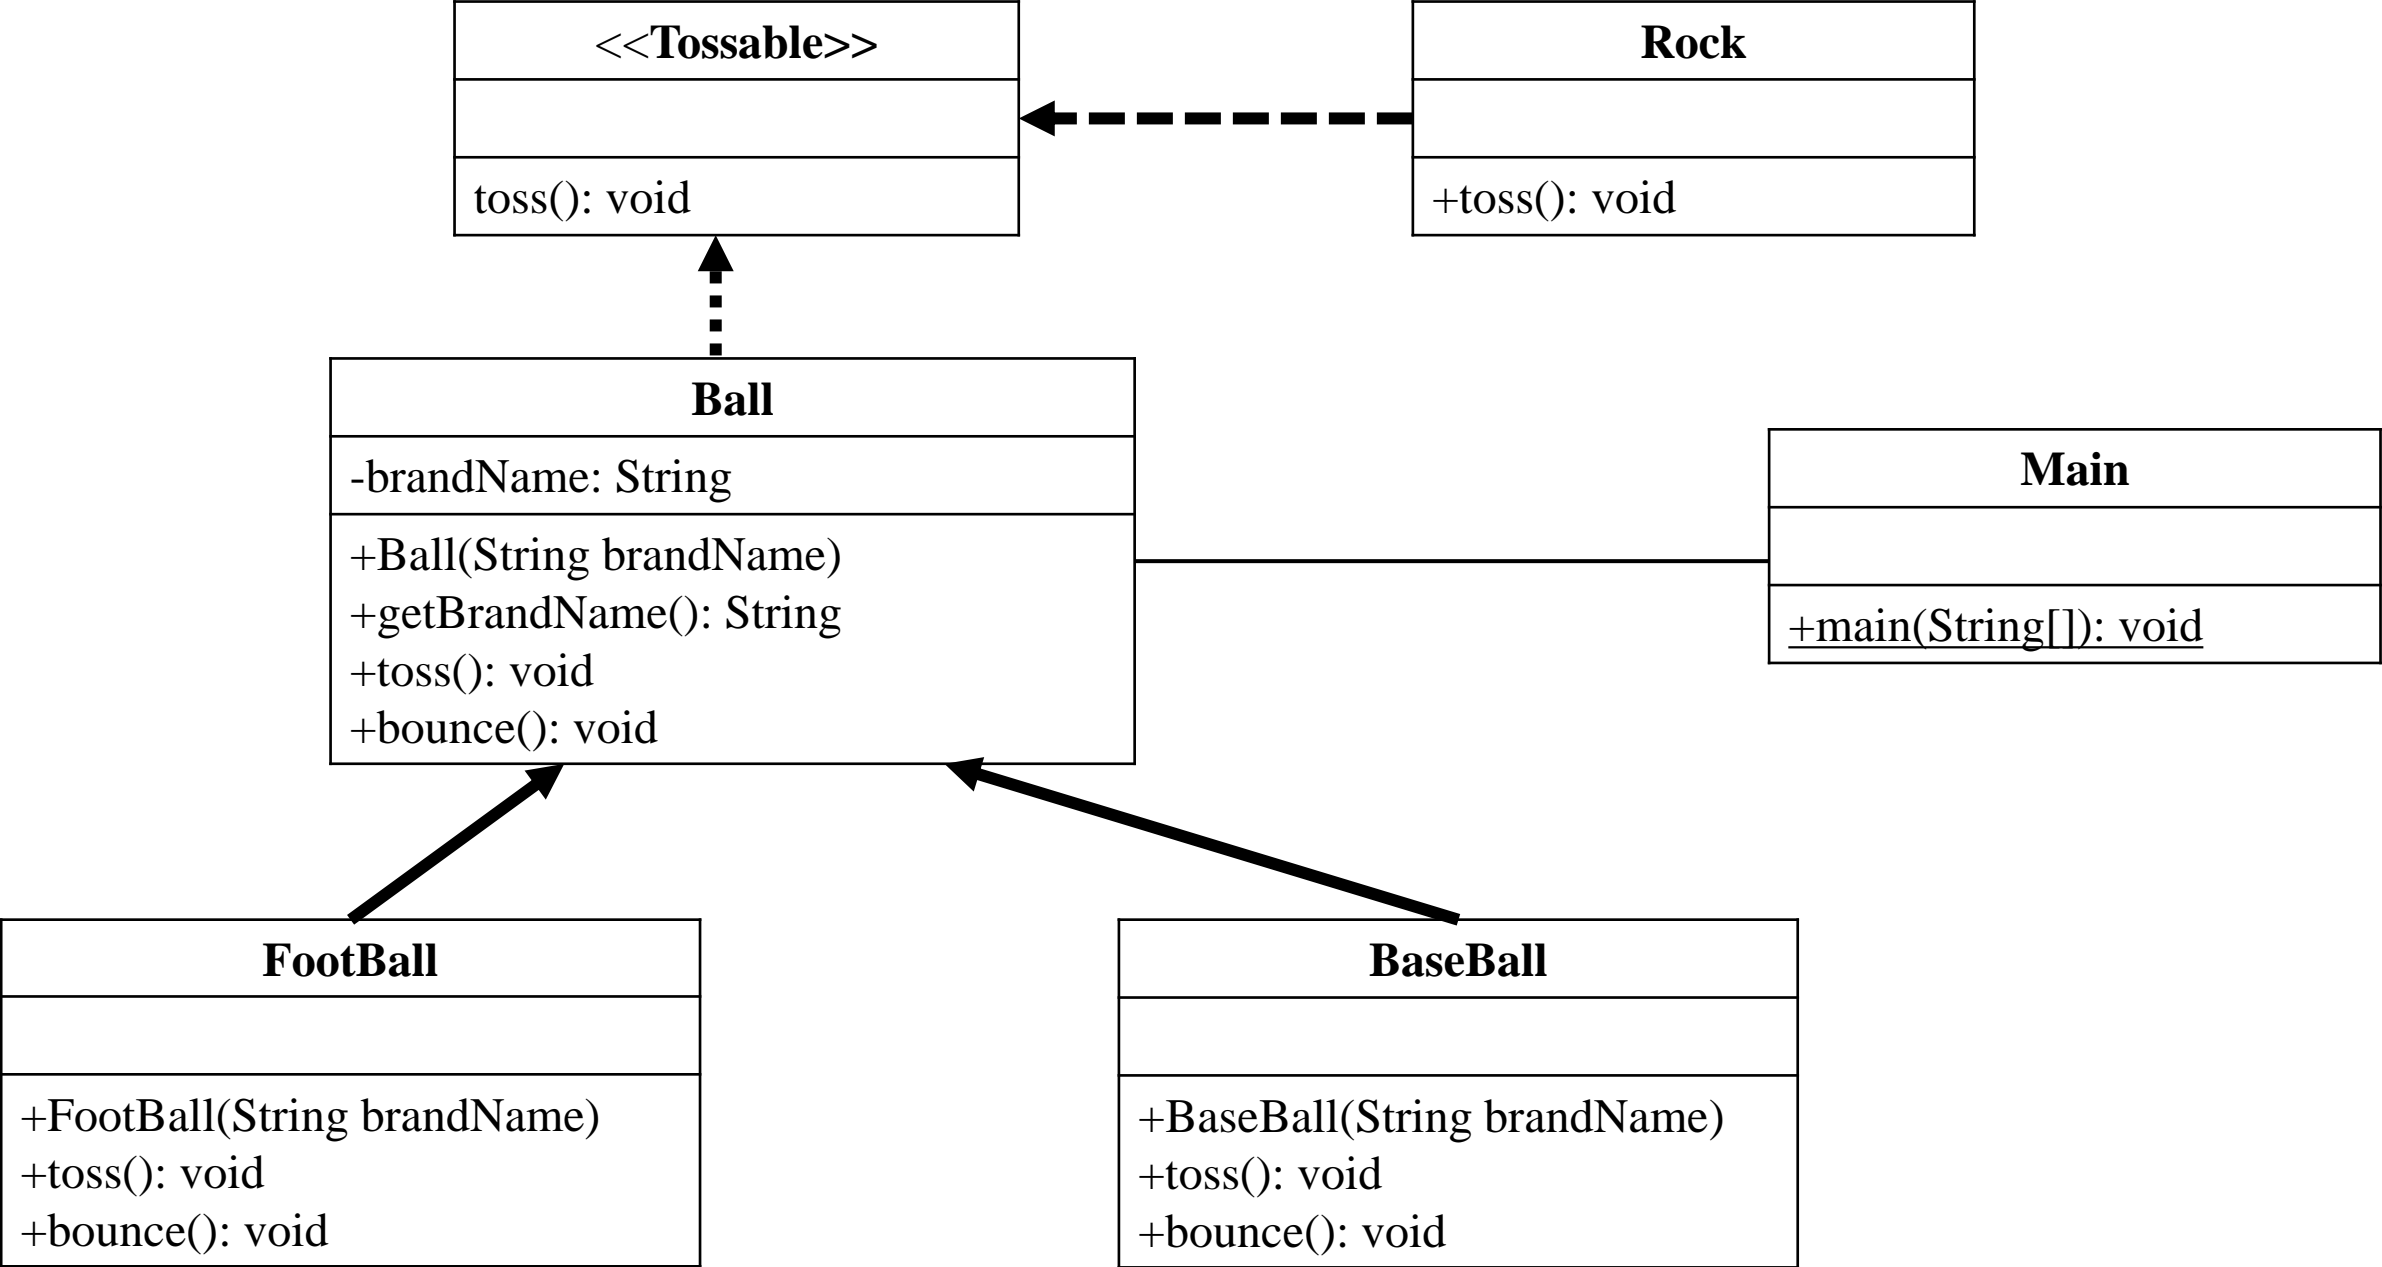 <<Tossable>>
toss(): void
Rock
+toss(): void
Ball
-brandName: String
+Ball(String brandName)
+getBrandName(): String
+toss(): void
+bounce(): void
Main
+main(String[]): void
FootBall
+FootBall(String brandName)
+toss(): void
+bounce(): void
BaseBall
+BaseBall(String brandName)
+toss(): void
+bounce(): void